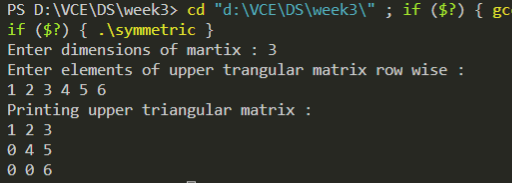 PS D:\VCE\DS\week3> cd "d:\VCE\DS\week3\" ; if ($?) { gc
if ($?) { .\symmetric }
Enter dimensions of martix : 3
Enter elements of upper trangular matrix row wise :
1 2 3 4 5 6
Printing upper triangular matrix :
1 2 3
0 4 5
0 0 6